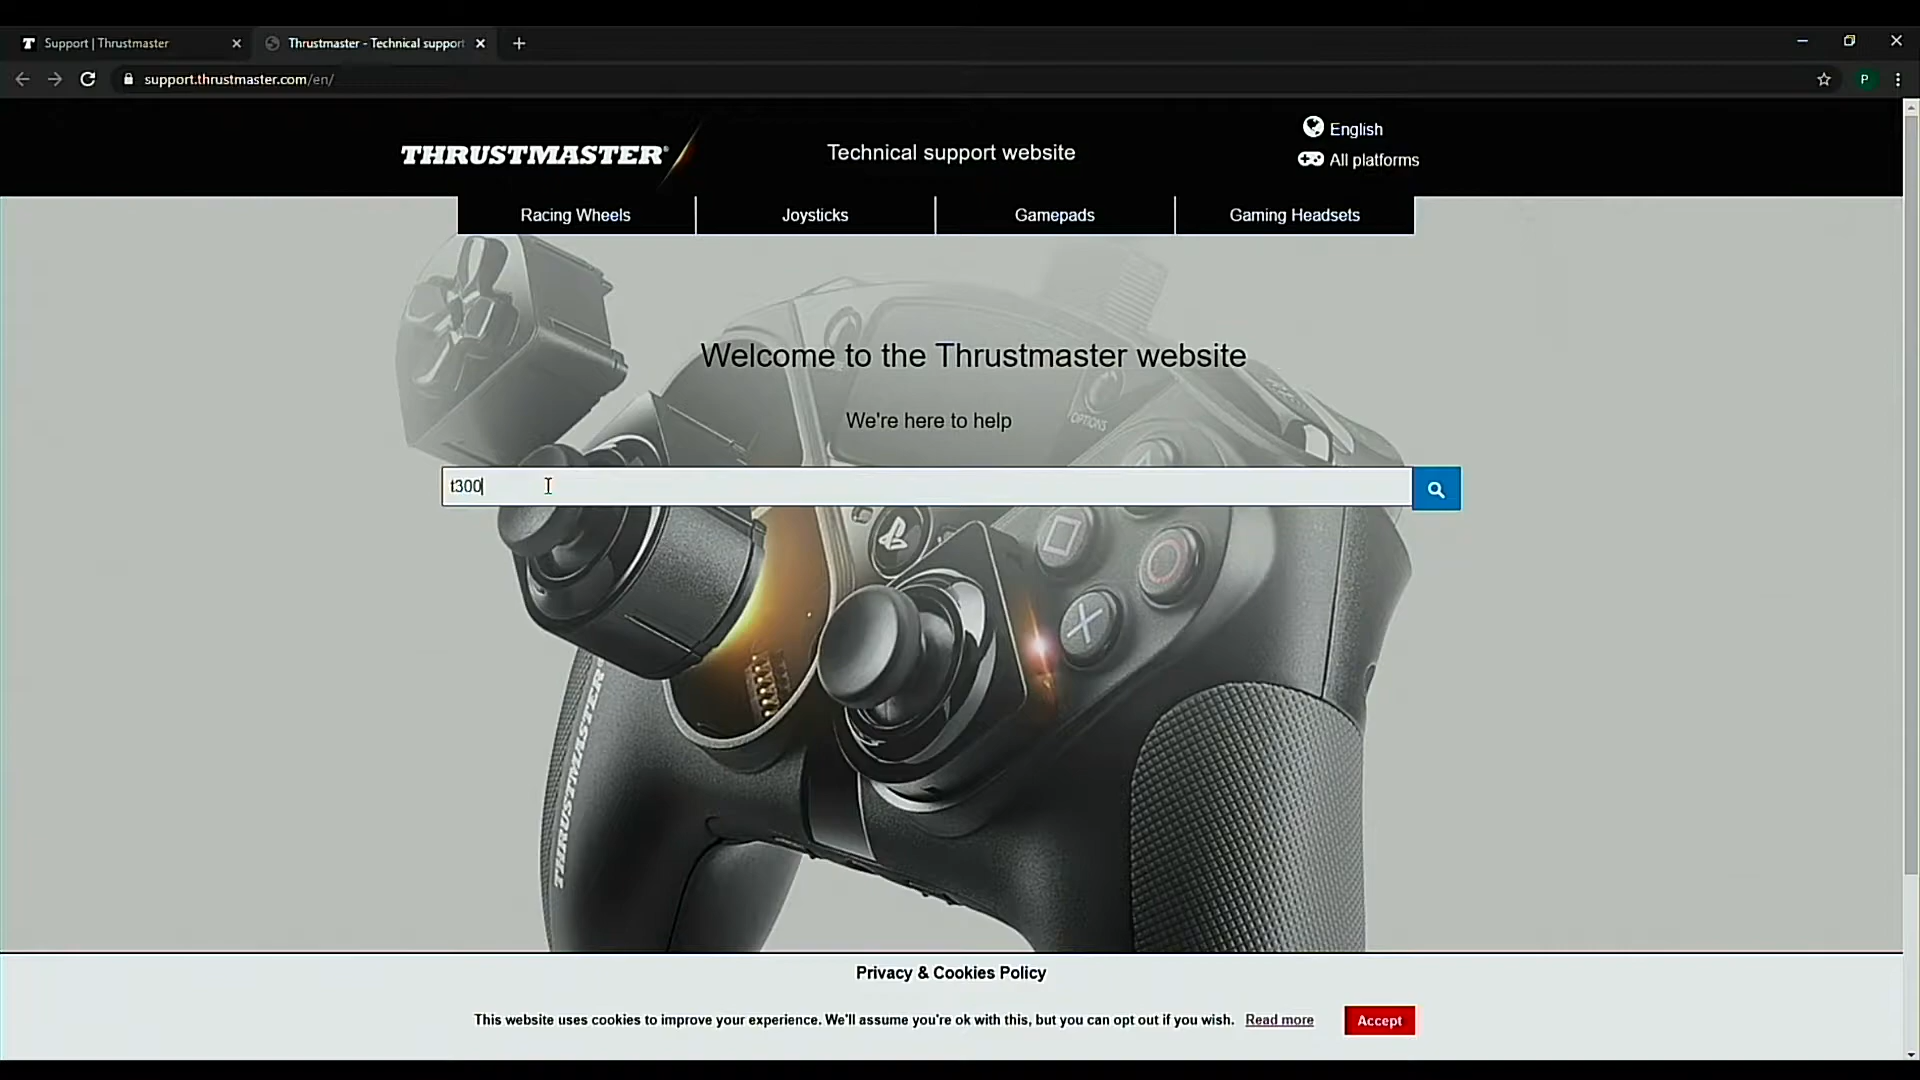 Support | Thrustmaster
Thrustmaster - Technical support
support.thrustmaster.com/en/
P
THRUSTMASTER®
Technical support website
English
All platforms
Racing Wheels
Joysticks
Gamepads
Gaming Headsets
Welcome to the Thrustmaster website
OPTIONS
We're here to help
t300
THRUSTMASTER
Privacy & Cookies Policy
This website uses cookies to improve your experience. We'll assume you're ok with this, but you can opt out if you wish. Read more
Accept